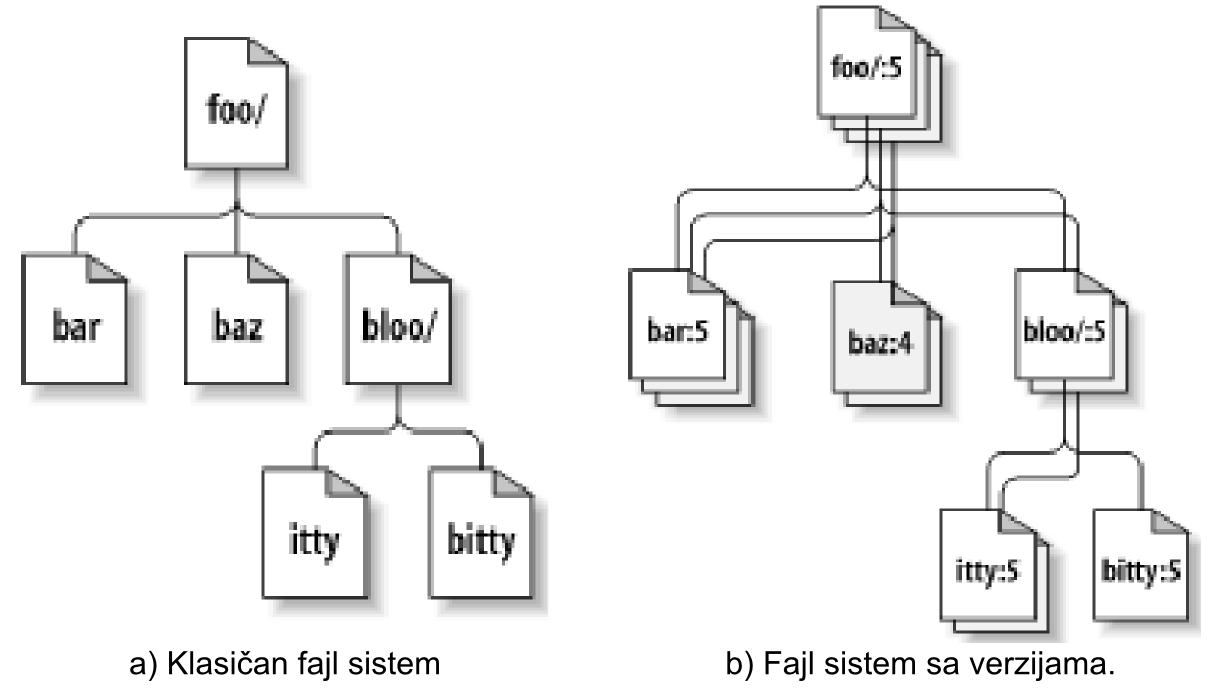 foo/
bar
baz
bloo/
itty
bitty
a) Klasičan fajl sistem
foo/:5
bar:5
baz:4
bloo/:5
itty:5
bitty:5
b) Fajl sistem sa verzijama.